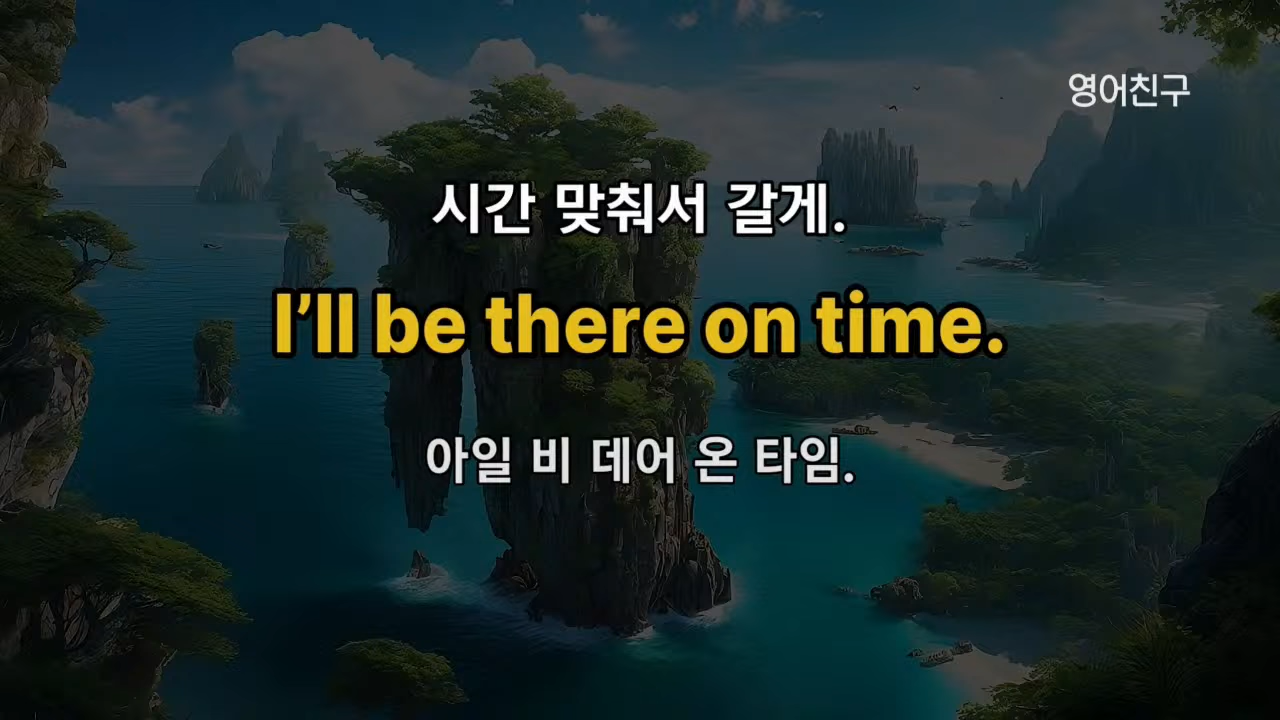 영어친구
시간 맞춰서 갈게.
I’ll be there on time.
아일 비 데어 온 타임.